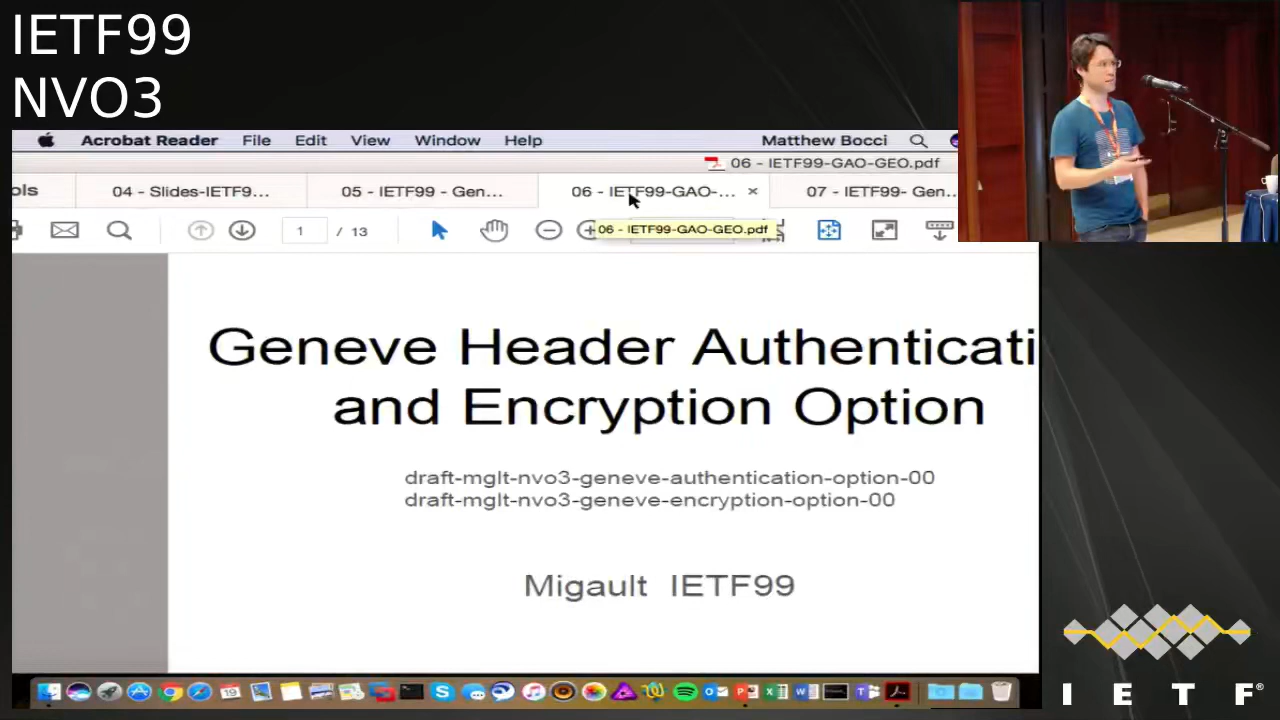 IETF99
NVO3
Acrobat Reader File Edit View Window Help Matthew Bocci
06 - IETF99-GAO-GEO.pdf
ols 04 - Slides-IETF9... 05 - IETF99 - Gen... 06 - IETF99-GAO-... × 07 - IETF99- Gen...
1 / 13
06 - IETF99-GAO-GEO.pdf
Geneve Header Authenticati
and Encryption Option
draft-mglt-nvo3-geneve-authentication-option-00
draft-mglt-nvo3-geneve-encryption-option-00
Migault IETF99
19
I E T F®